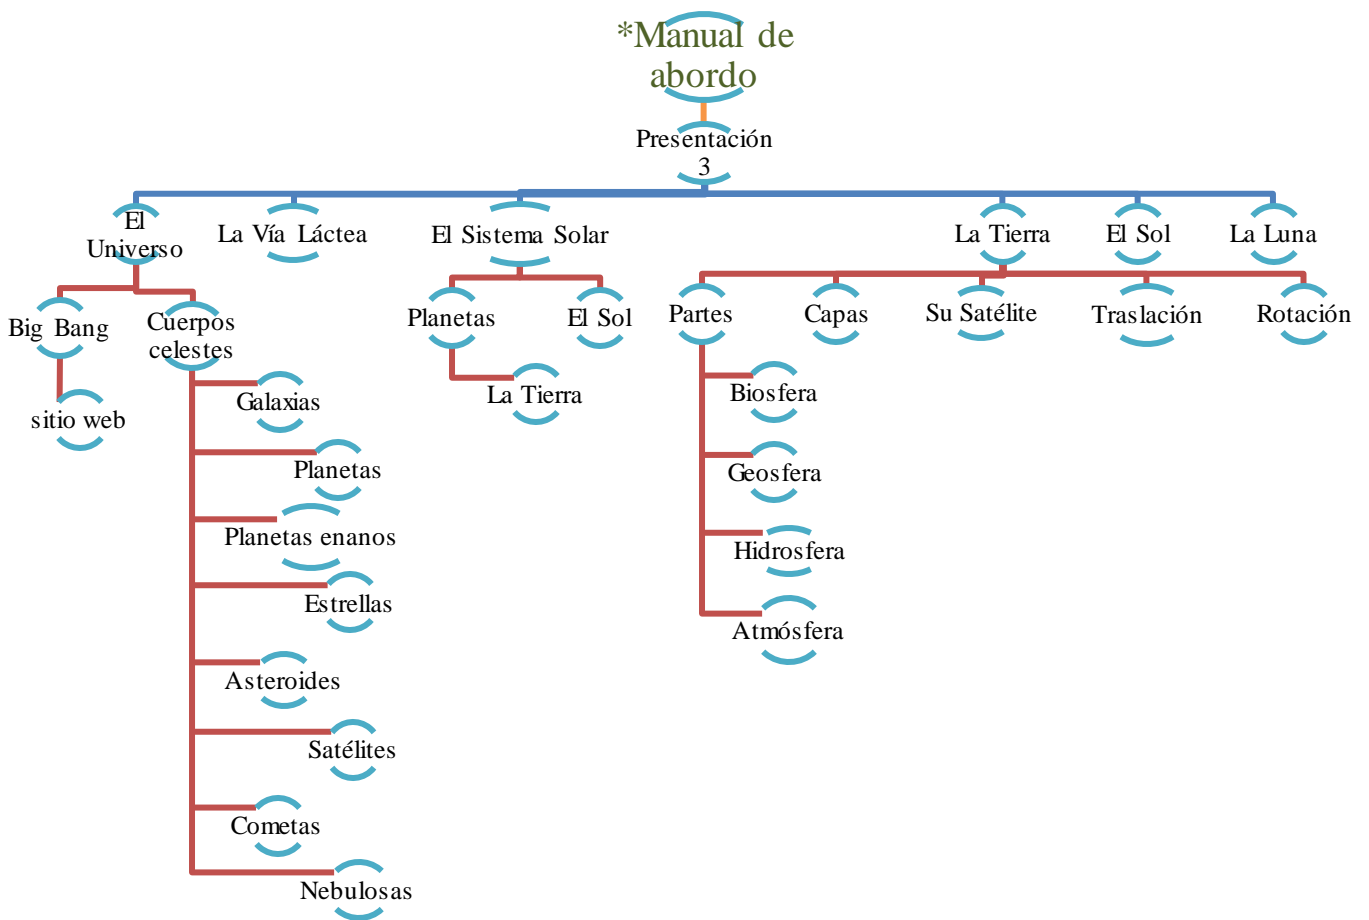 *Manual de
abordo
Presentación
3
El
Universo
La Vía Láctea
El Sistema Solar
La Tierra
El Sol
La Luna
Big Bang
Cuerpos
celestes
Planetas
El Sol
Partes
Capas
Su Satélite
Traslación
Rotación
sitio web
Galaxias
Planetas
Planetas enanos
Estrellas
Asteroides
Satélites
Cometas
Nebulosas
La Tierra
Biosfera
Geosfera
Hidrosfera
Atmósfera